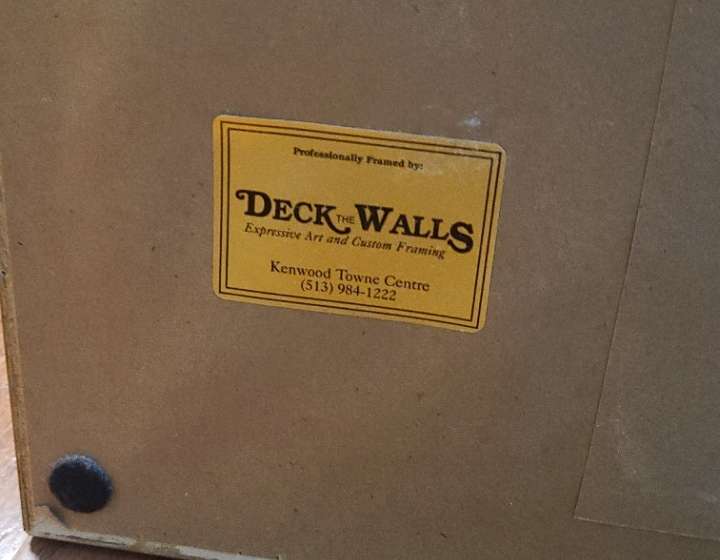 Professionally Framed by:
DECK THE WALLS
Expressive Art and Custom Framing
Kenwood Towne Centre
(513) 984-1222